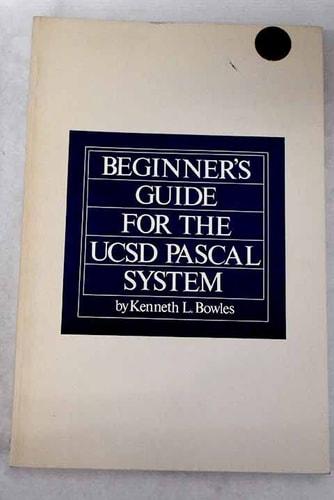 BEGINNER'S
GUIDE
FOR THE
UCSD PASCAL
SYSTEM
by Kenneth L. Bowles